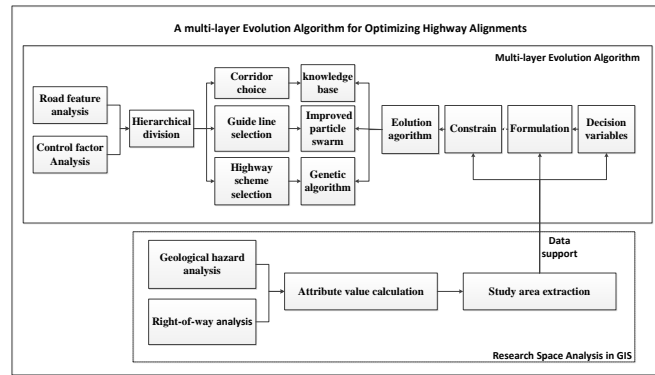 A multi-layer Evolution Algorithm for Optimizing Highway Alignments
Multi-layer Evolution Algorithm
Road feature
analysis
Control factor
Analysis
Hierarchical
division
Corridor
choice
Guide line
selection
Highway
scheme
selection
knowledge
base
Improved
particle
swarm
Genetic
algorithm
Eolution
agorithm
Constrain
Formulation
Decision
variables
Data
support
Geological hazard
analysis
Right-of-way analysis
Attribute value calculation
Study area extraction
Research Space Analysis in GIS